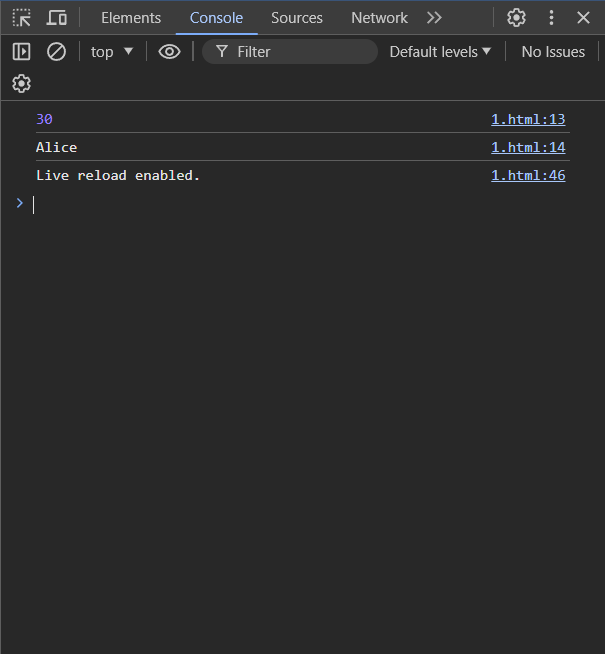 Elements Console Sources Network
top Filter Default levels No Issues
30 1.html:13
Alice 1.html:14
Live reload enabled. 1.html:46